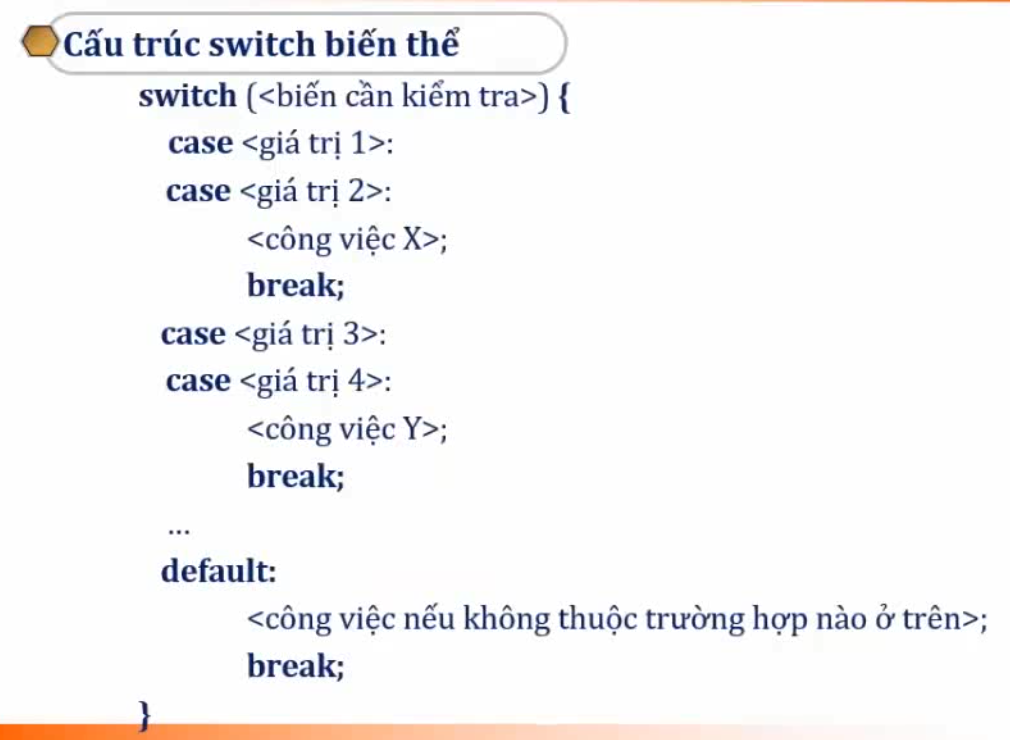 Cấu trúc switch biến thể
switch (<biến cần kiểm tra>) {
case <giá trị 1>:
case <giá trị 2>:
<công việc X>;
break;
case <giá trị 3>:
case <giá trị 4>:
<công việc Y>;
break;
...
default:
<công việc nếu không thuộc trường hợp nào ở trên>;
break;
}